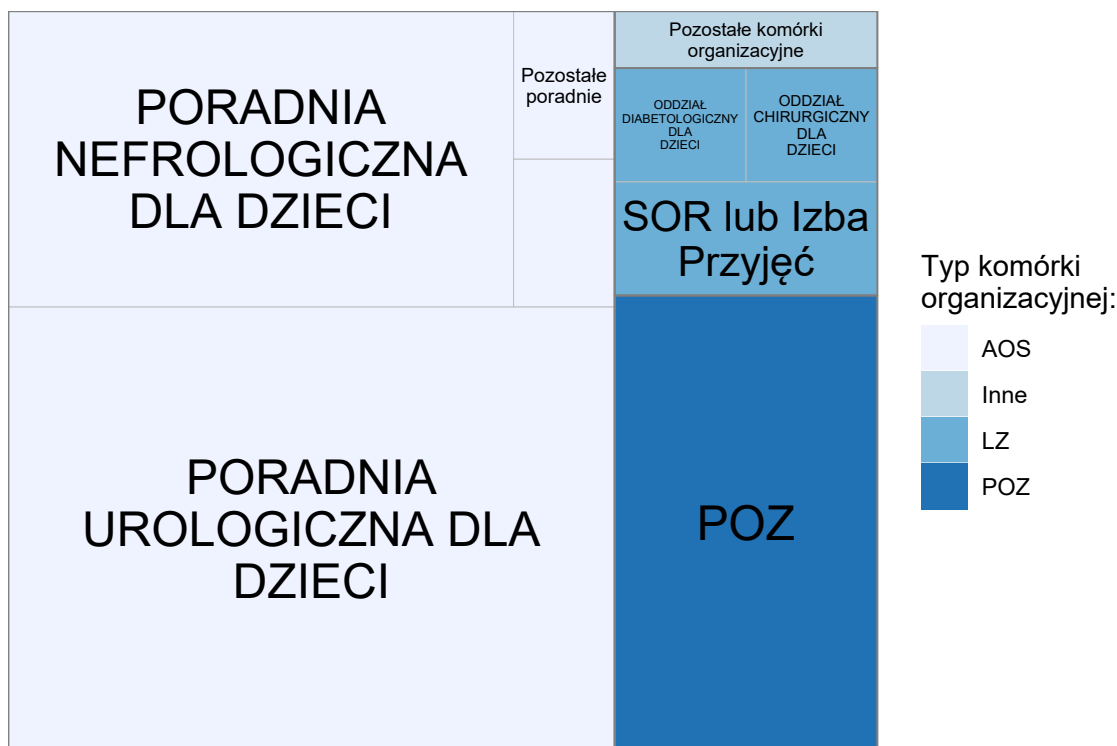 PORADNIA
NEFROLOGICZNA
DLA DZIECI
Pozostałe
poradnie
Pozostałe komórki
organizacyjne
ODDZIAŁ
DIABETOLOGICZNY
DLA
DZIECI
ODDZIAŁ
CHIRURGICZNY
DLA
DZIECI
SOR lub Izba
Przyjęć
PORADNIA
UROLOGICZNA DLA
DZIECI
POZ
Typ komórki
organizacyjnej:
AOS
Inne
LZ
POZ